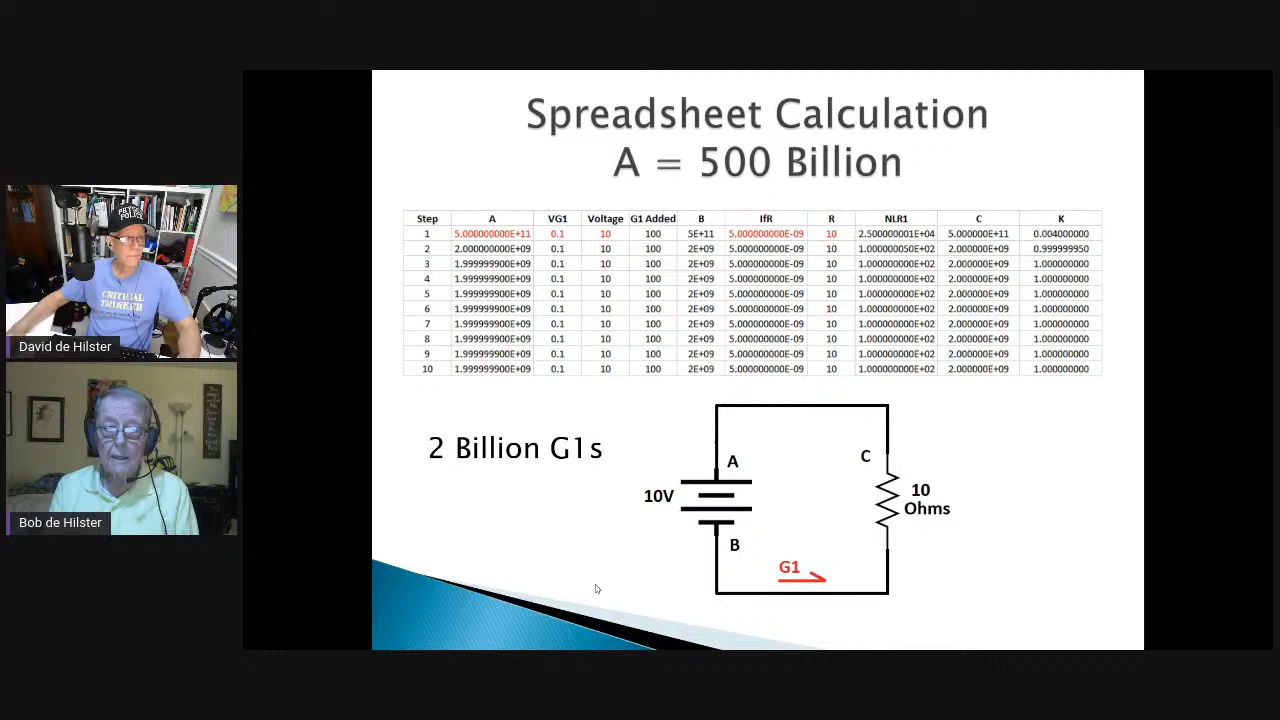 Spreadsheet Calculation
A = 500 Billion
Step A VG1 Voltage G1 Added B IfR R NLR1 C K
1 5.000000000E+11 0.1 10 100 5E+11 5.000000000E-09 10 2.500000001E+04 5.000000E+11 0.004000000
2 2.000000000E+09 0.1 10 100 2E+09 5.000000000E-09 10 1.000000050E+02 2.000000E+09 0.999999950
3 1.999999900E+09 0.1 10 100 2E+09 5.000000000E-09 10 1.000000000E+02 2.000000E+09 1.000000000
4 1.999999900E+09 0.1 10 100 2E+09 5.000000000E-09 10 1.000000000E+02 2.000000E+09 1.000000000
5 1.999999900E+09 0.1 10 100 2E+09 5.000000000E-09 10 1.000000000E+02 2.000000E+09 1.000000000
6 1.999999900E+09 0.1 10 100 2E+09 5.000000000E-09 10 1.000000000E+02 2.000000E+09 1.000000000
7 1.999999900E+09 0.1 10 100 2E+09 5.000000000E-09 10 1.000000000E+02 2.000000E+09 1.000000000
8 1.999999900E+09 0.1 10 100 2E+09 5.000000000E-09 10 1.000000000E+02 2.000000E+09 1.000000000
9 1.999999900E+09 0.1 10 100 2E+09 5.000000000E-09 10 1.000000000E+02 2.000000E+09 1.000000000
10 1.999999900E+09 0.1 10 100 2E+09 5.000000000E-09 10 1.000000000E+02 2.000000E+09 1.000000000
2 Billion G1s
A
C
10V
10
Ohms
B
G1
CRITICAL
THINKER
David de Hilster
Bob de Hilster